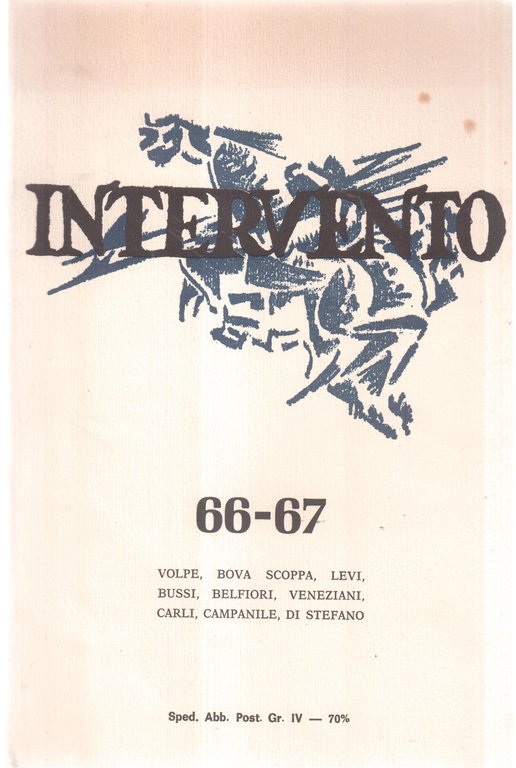 INTERVENTO
66-67
VOLPE, BOVA SCOPPA, LEVI,
BUSSI, BELFIORI, VENEZIANI,
CARLI, CAMPANILE, DI STEFANO
Sped. Abb. Post. Gr. IV — 70%